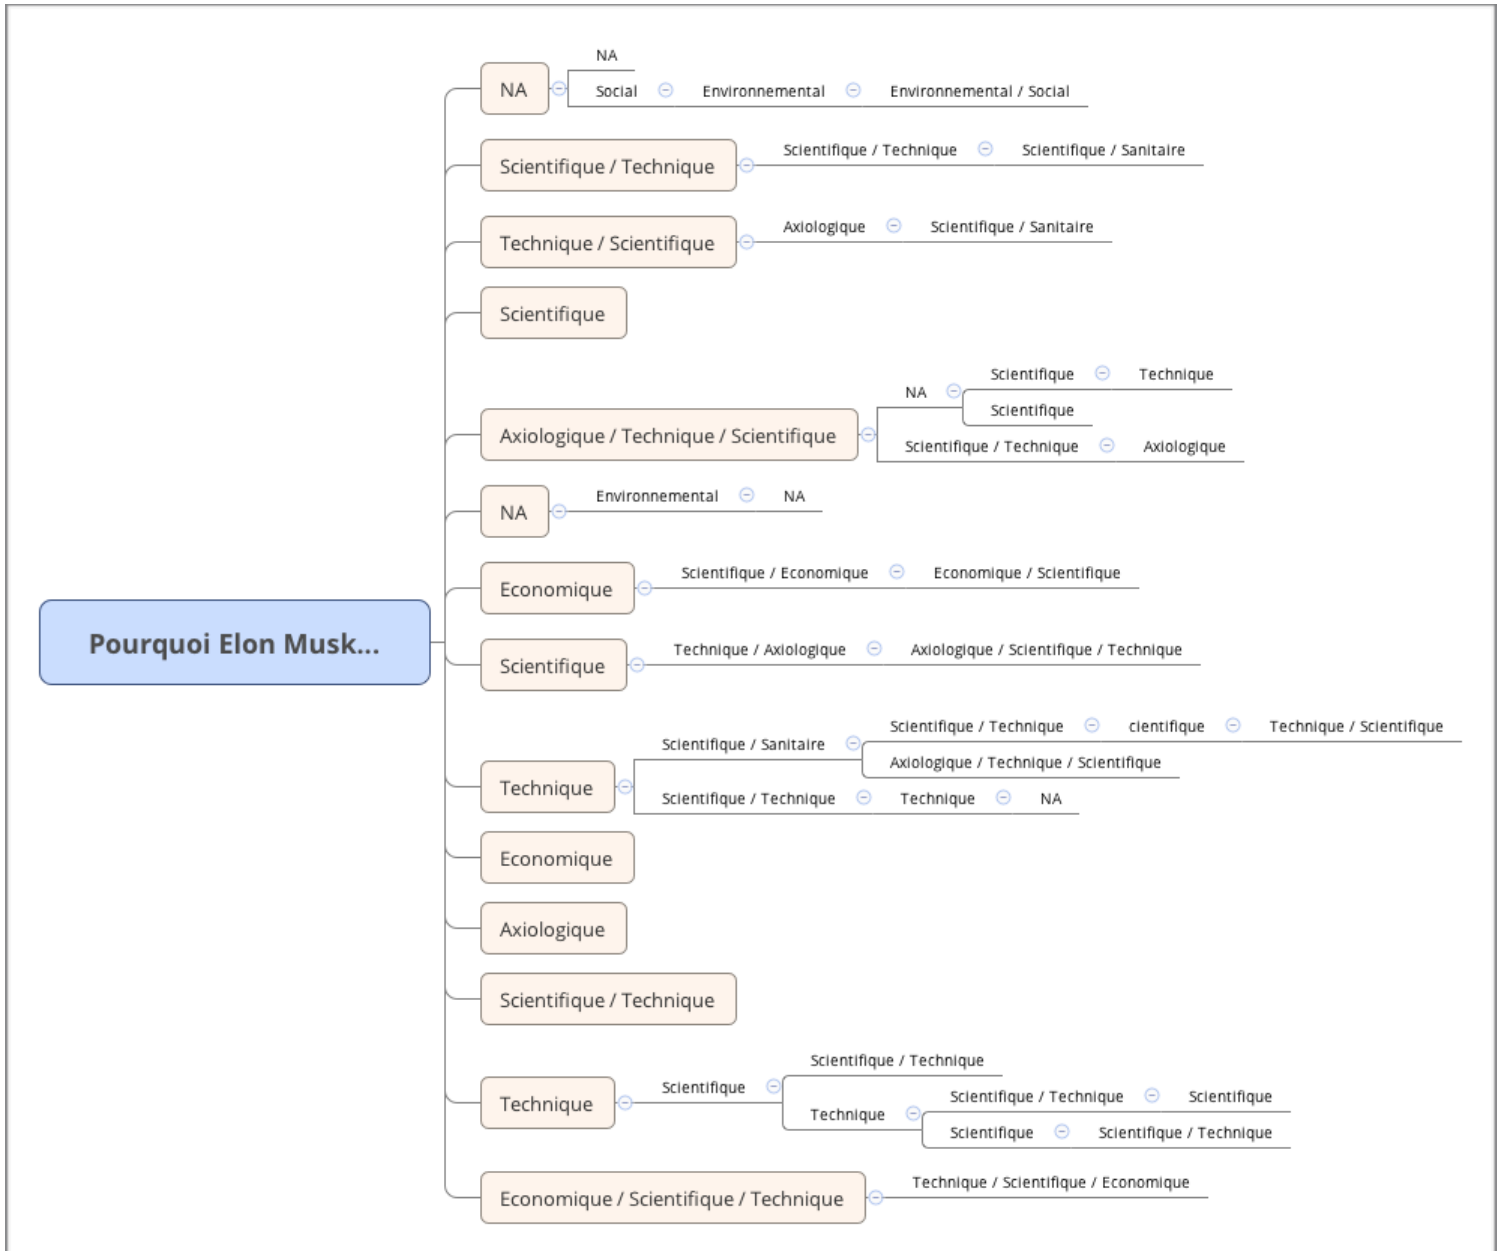 Pourquoi Elon Musk...
NA
NA
Social
Environnemental
Environnemental / Social
Scientifique / Technique
Scientifique / Technique
Scientifique / Sanitaire
Technique / Scientifique
Axiologique
Scientifique / Sanitaire
Scientifique
Axiologique / Technique / Scientifique
NA
Scientifique
Technique
Scientifique
Scientifique / Technique
Axiologique
NA
Environnemental
NA
Economique
Scientifique / Economique
Economique / Scientifique
Scientifique
Technique / Axiologique
Axiologique / Scientifique / Technique
Technique
Scientifique / Sanitaire
Scientifique / Technique
cientifique
Technique / Scientifique
Axiologique / Technique / Scientifique
Scientifique / Technique
Technique
NA
Economique
Axiologique
Scientifique / Technique
Technique
Scientifique
Scientifique / Technique
Technique
Scientifique / Technique
Scientifique
Scientifique
Scientifique / Technique
Economique / Scientifique / Technique
Technique / Scientifique / Economique